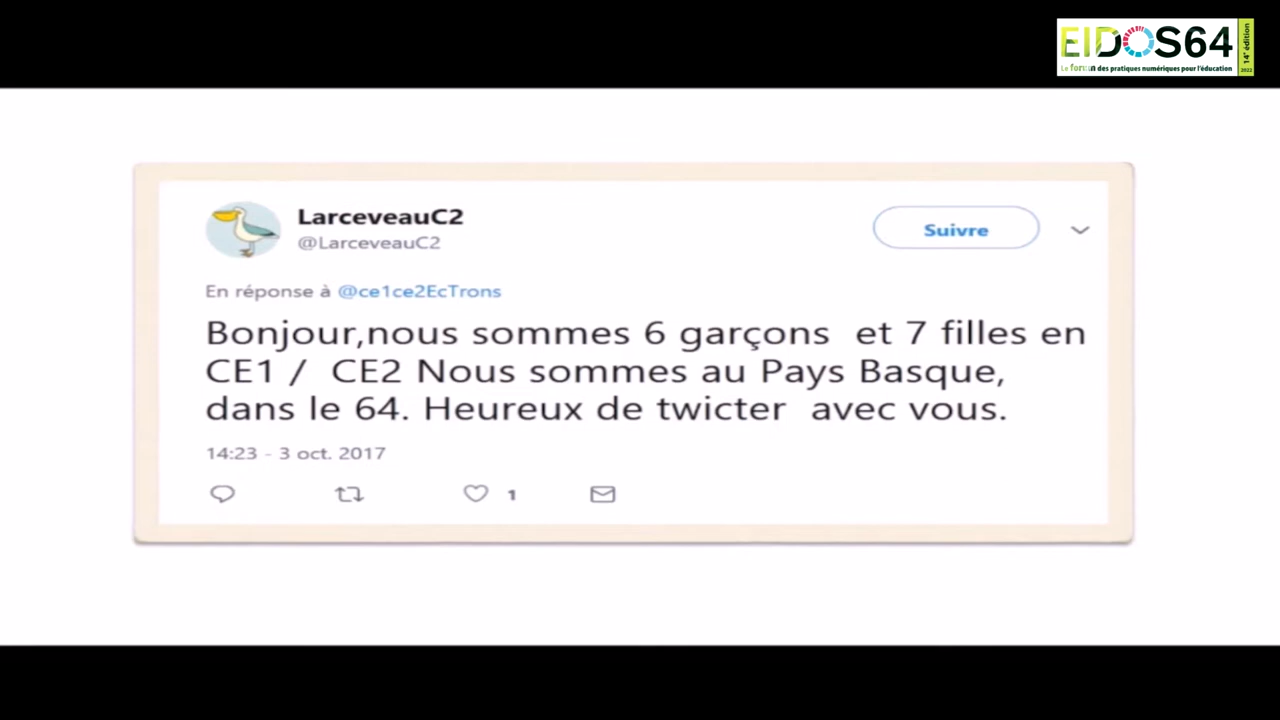 EIDOS64
Le forum des pratiques numériques pour l'éducation
14e édition
2022
LarceveauC2
@LarceveauC2
Suivre
En réponse à @ce1ce2EcTrons
Bonjour,nous sommes 6 garçons et 7 filles en
CE1 / CE2 Nous sommes au Pays Basque,
dans le 64. Heureux de twicter avec vous.
14:23 - 3 oct. 2017
1